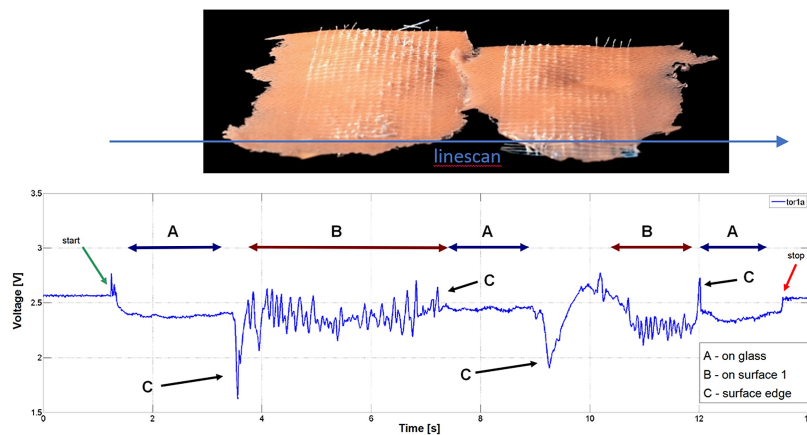 linescan
3.5
tor1a
A
B
A
B
A
start
stop
3
C
C
2.5
Voltage [V]
2
A - on glass
C
C
B - on surface 1
C - surface edge
1.5
0
2
4
6
8
10
12
Time [s]